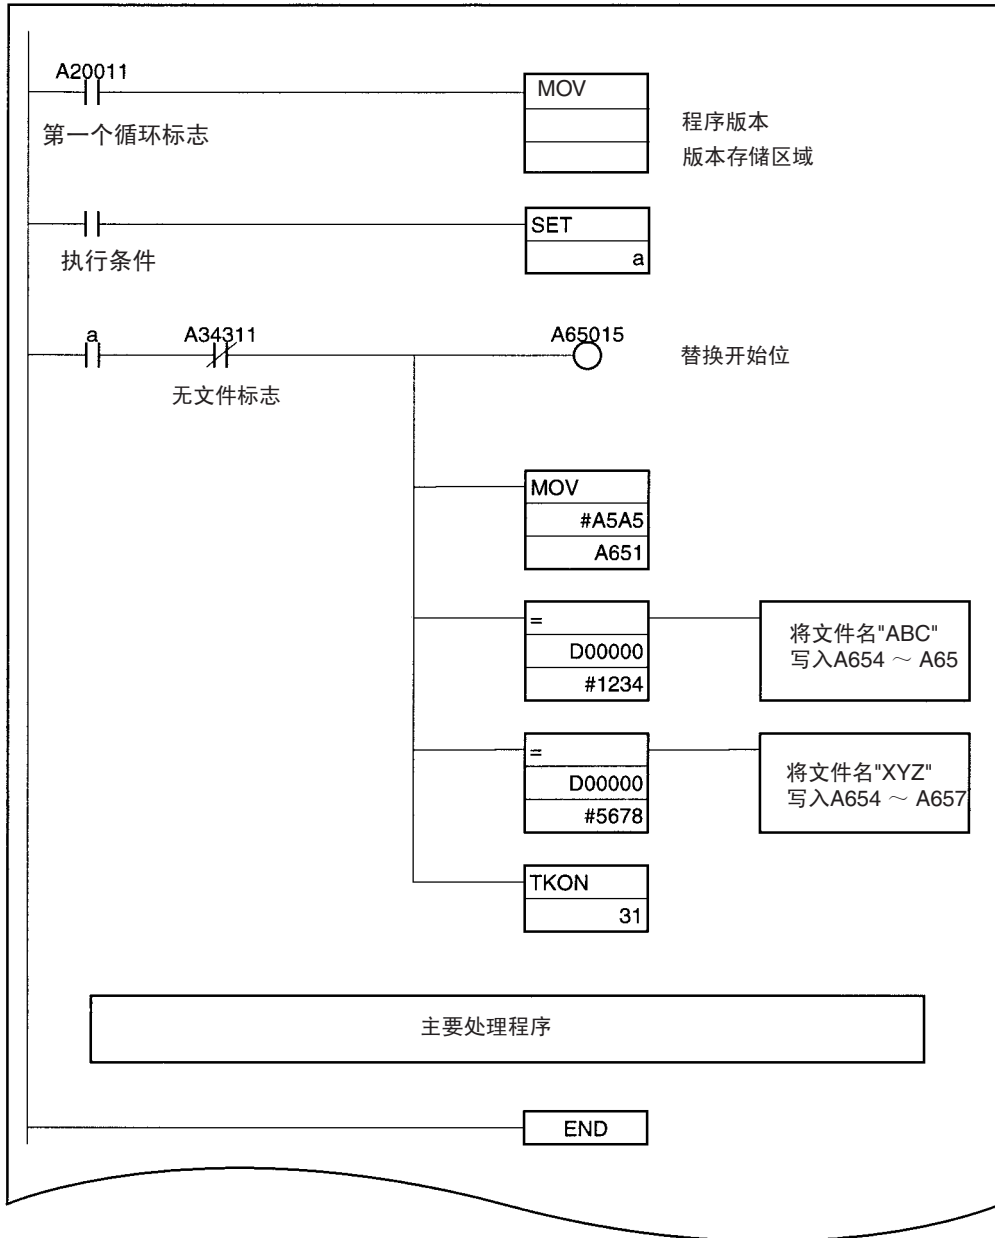 A20011
MOV
第一个循环标志
程序版本
版本存储区域
SET
a
执行条件
a
A34311
A65015
替换开始位
无文件标志
MOV
#A5A5
A651
=
D00000
#1234
将文件名"ABC"
写入A654 ～ A65
=
D00000
#5678
将文件名"XYZ"
写入A654 ～ A657
TKON
31
主要处理程序
END